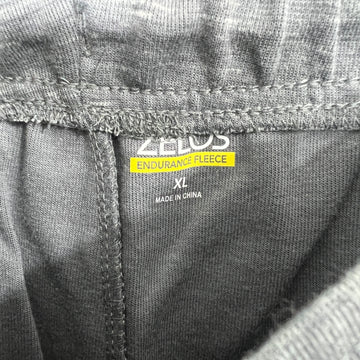 ZELOS
ENDURANCE FLEECE
XL
MADE IN CHINA